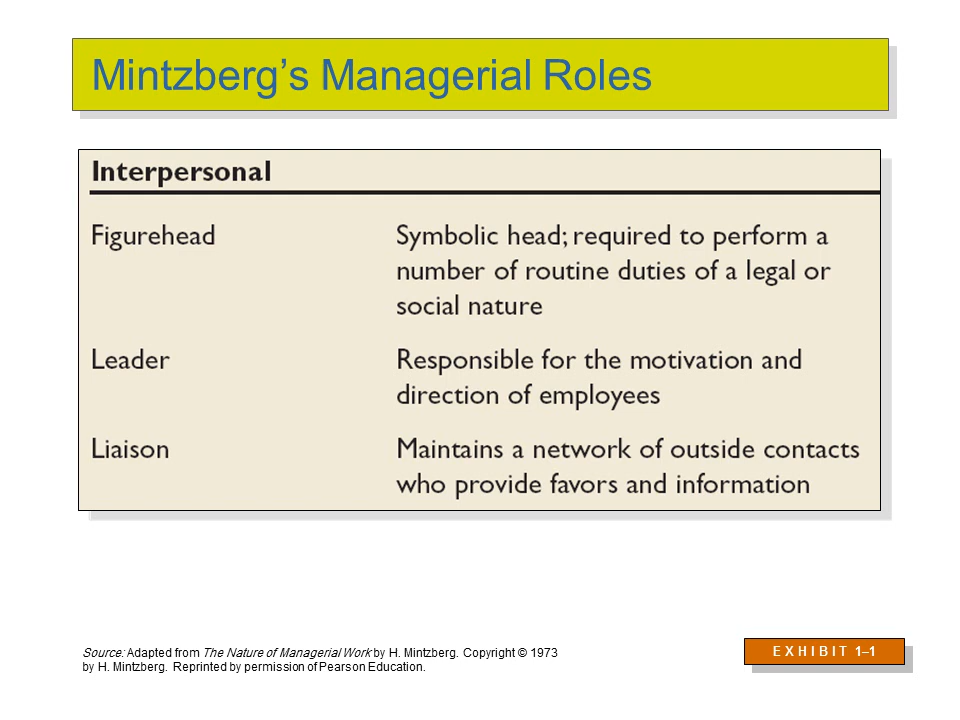 Mintzberg’s Managerial Roles
Interpersonal
Figurehead
Symbolic head; required to perform a
number of routine duties of a legal or
social nature
Leader
Responsible for the motivation and
direction of employees
Liaison
Maintains a network of outside contacts
who provide favors and information
Source: Adapted from The Nature of Managerial Work by H. Mintzberg. Copyright © 1973
by H. Mintzberg. Reprinted by permission of Pearson Education.
E X H I B I T 1–1